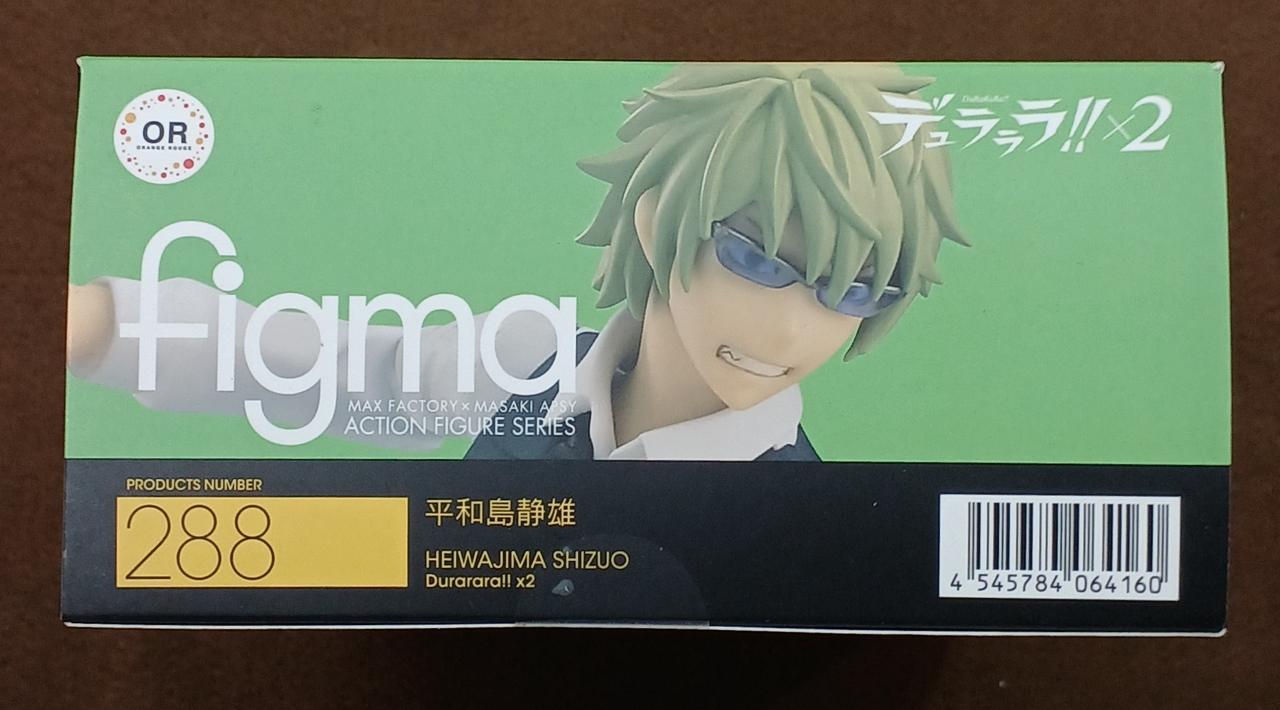 OR
ORANGE ROUGE
デュラララ!!×2
figma
MAX FACTORY × MASAKI APSY
ACTION FIGURE SERIES
PRODUCTS NUMBER
288
平和島静雄
HEIWAJIMA SHIZUO
Durarara!! x2
4 545784 064160